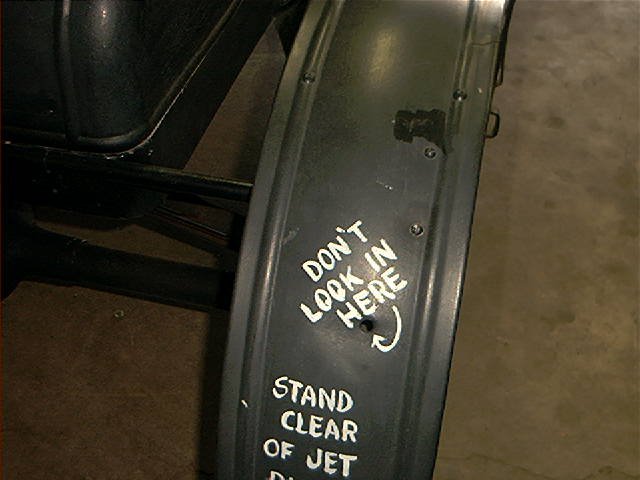 DON'T
LOOK IN
HERE
STAND
CLEAR
OF JET